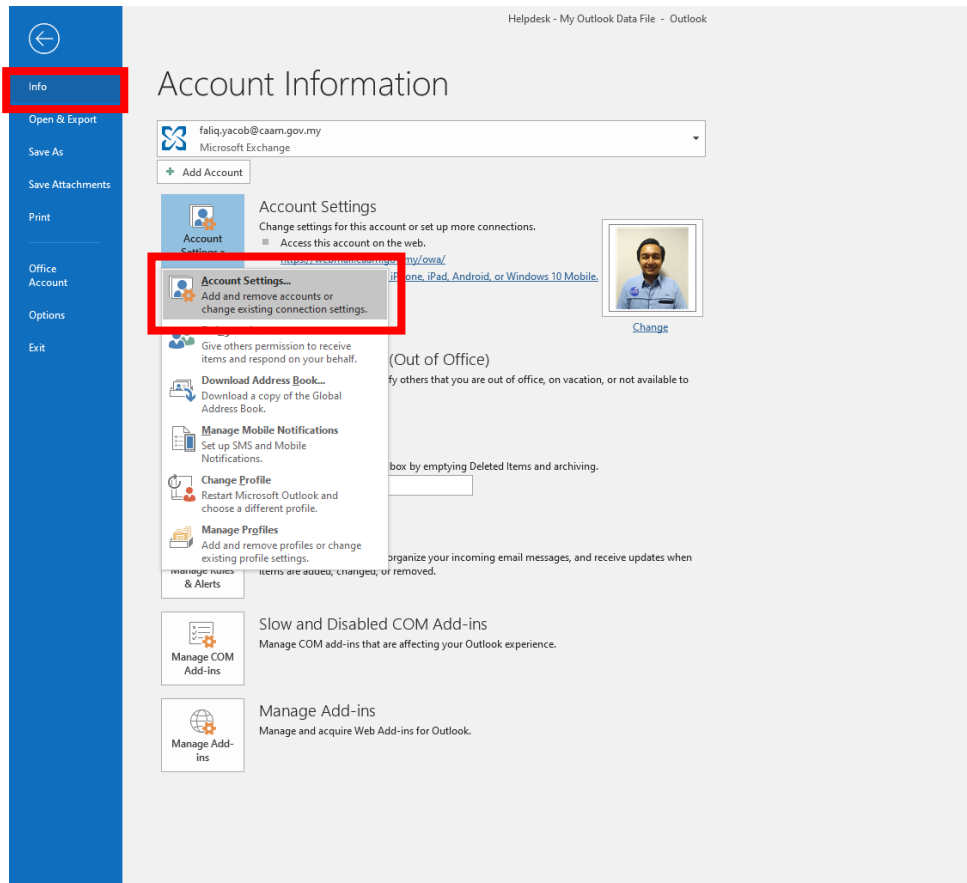 Helpdesk - My Outlook Data File - Outlook
Info
Open & Export
Save As
Save Attachments
Print
Office
Account
Options
Exit
Account Information
faliq.yacob@caam.gov.my
Microsoft Exchange
Add Account
Account
Settings
Account Settings
Change settings for this account or set up more connections.
Access this account on the web.
iPhone, iPad, Android, or Windows 10 Mobile.
Change
Account Settings...
Add and remove accounts or
change existing connection settings.
Give others permission to receive
items and respond on your behalf.
Download Address Book...
Download a copy of the Global
Address Book.
Manage Mobile Notifications
Set up SMS and Mobile
Notifications.
Change Profile
Restart Microsoft Outlook and
choose a different profile.
Manage Profiles
Add and remove profiles or change
existing profile settings.
(Out of Office)
fy others that you are out of office, on vacation, or not available to
box by emptying Deleted Items and archiving.
organize your incoming email messages, and receive updates when
items are added, changed, or removed.
Manage Rules
& Alerts
Manage COM
Add-ins
Slow and Disabled COM Add-ins
Manage COM add-ins that are affecting your Outlook experience.
Manage Add-
ins
Manage Add-ins
Manage and acquire Web Add-ins for Outlook.